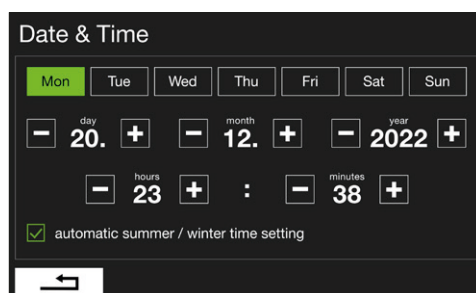 Date & Time
Mon Tue Wed Thu Fri Sat Sun
day month year
− 20. + − 12. + − 2022 +
hours minutes
− 23 + : − 38 +
automatic summer / winter time setting